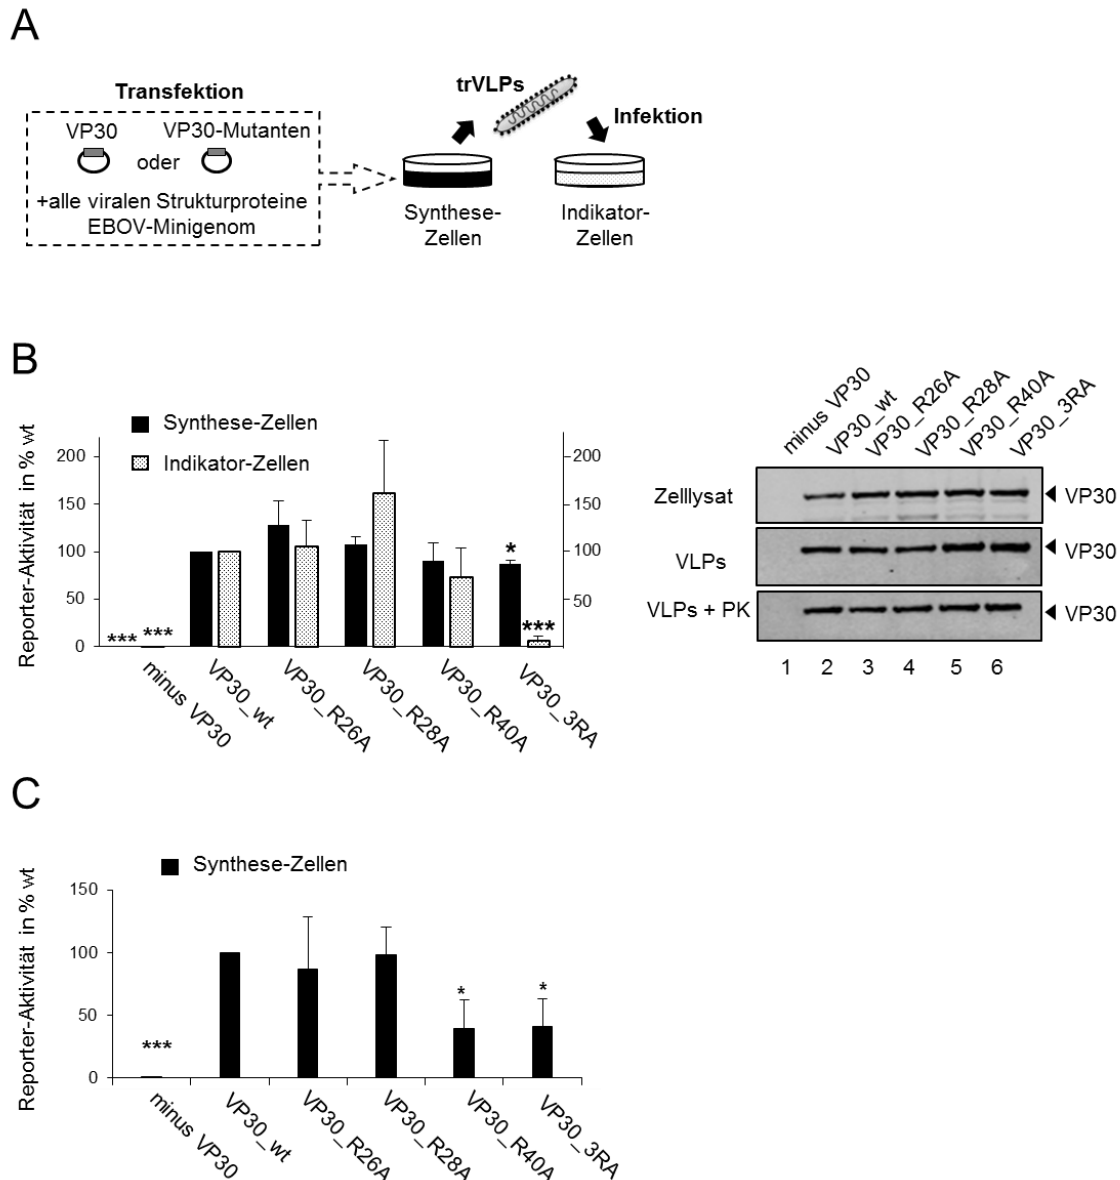 A
Transfektion
VP30 VP30-Mutanten
oder
+alle viralen Strukturproteine
EBOV-Minigenom
trVLPs
Infektion
Synthese-
Zellen
Indikator-
Zellen
B
Reporter-Aktivität in % wt
Synthese-Zellen
Indikator-Zellen
200 200
150 150
100 100
50 50
0
*** *** * ***
minus VP30
VP30_wt
VP30_R26A
VP30_R28A
VP30_R40A
VP30_3RA
minus VP30
VP30_wt
VP30_R26A
VP30_R28A
VP30_R40A
VP30_3RA
Zelllysat VP30
VLPs VP30
VLPs + PK VP30
1 2 3 4 5 6
C
Reporter-Aktivität in % wt
Synthese-Zellen
150
100
50
0
*** * *
minus VP30
VP30_wt
VP30_R26A
VP30_R28A
VP30_R40A
VP30_3RA